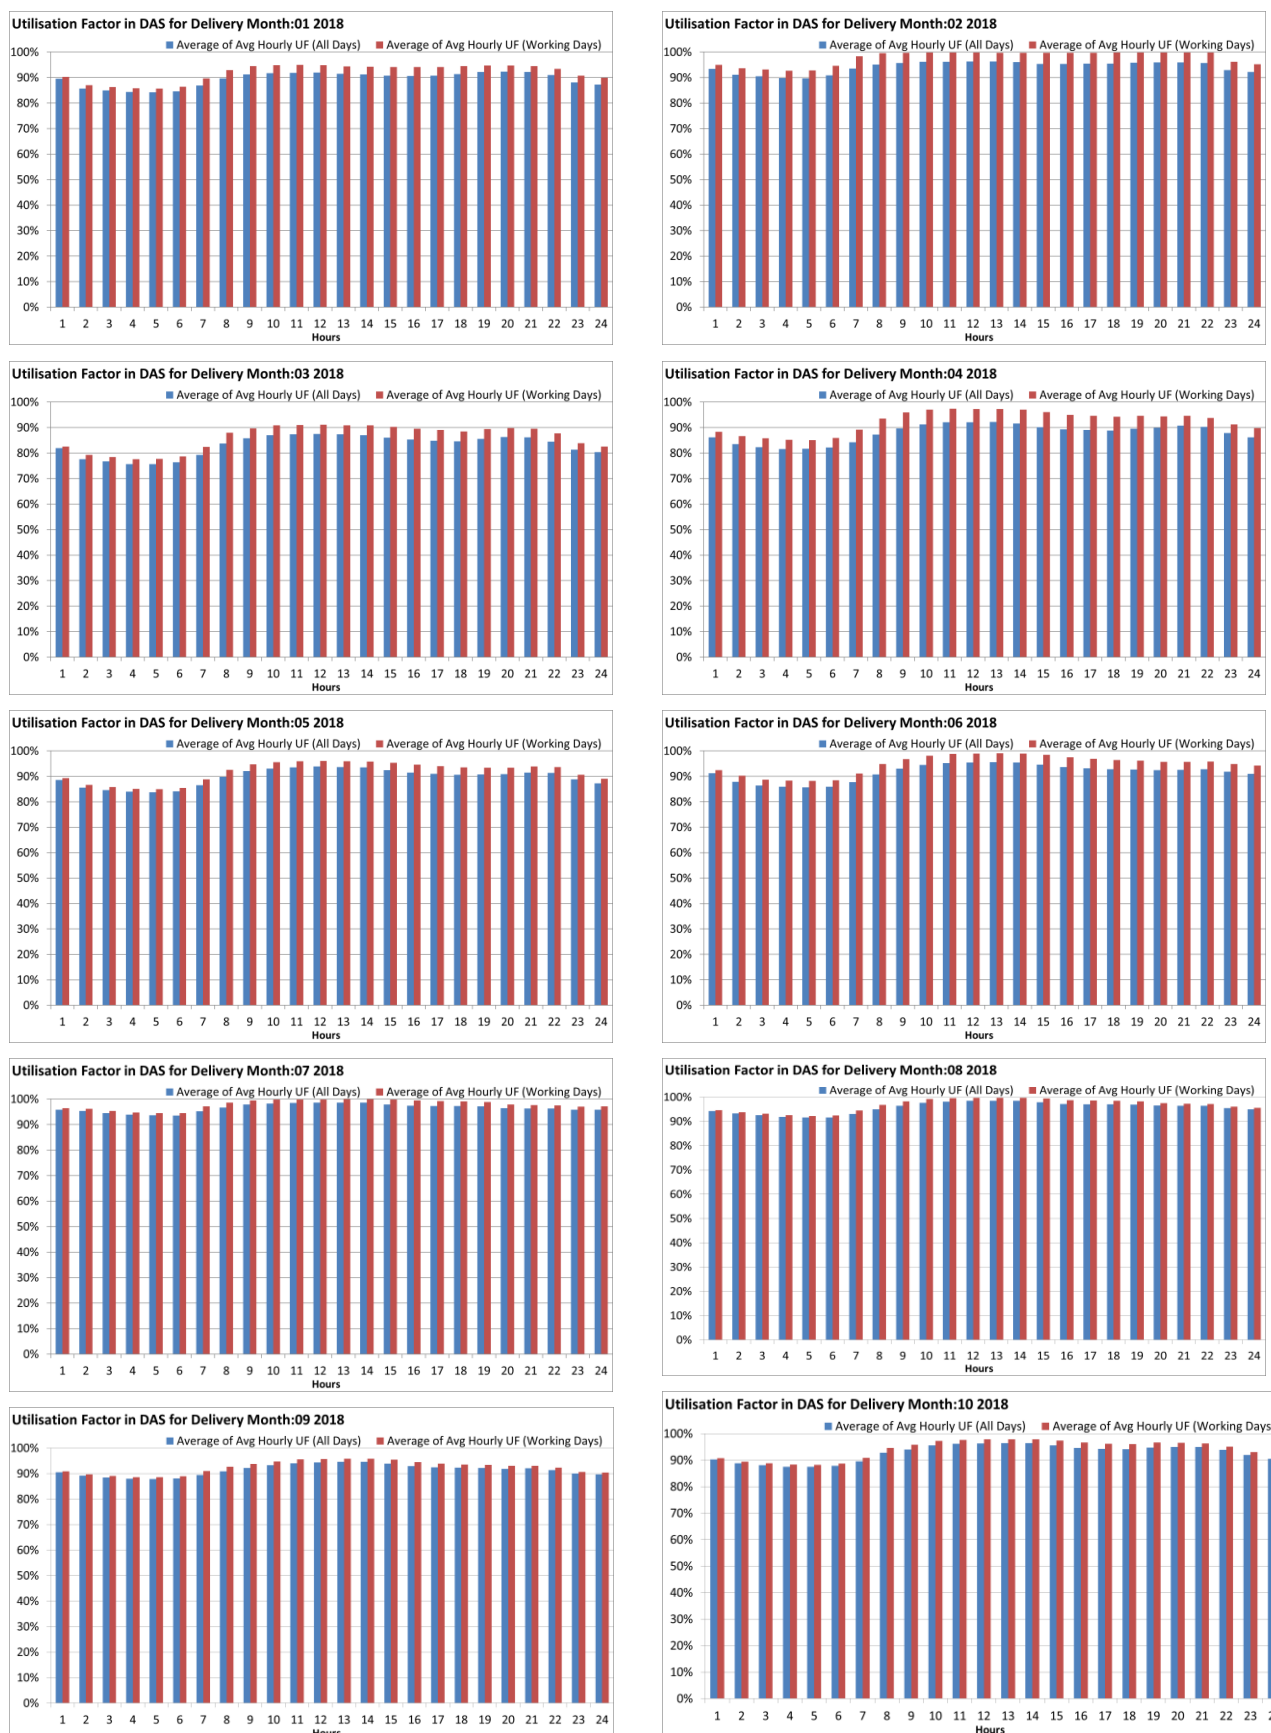 Utilisation Factor in DAS for Delivery Month:01 2018
Average of Avg Hourly UF (All Days) Average of Avg Hourly UF (Working Days)
100%
90%
80%
70%
60%
50%
40%
30%
20%
10%
0%
1 2 3 4 5 6 7 8 9 10 11 12 13 14 15 16 17 18 19 20 21 22 23 24
Hours
Utilisation Factor in DAS for Delivery Month:02 2018
Average of Avg Hourly UF (All Days) Average of Avg Hourly UF (Working Days)
100%
90%
80%
70%
60%
50%
40%
30%
20%
10%
0%
1 2 3 4 5 6 7 8 9 10 11 12 13 14 15 16 17 18 19 20 21 22 23 24
Hours
Utilisation Factor in DAS for Delivery Month:03 2018
Average of Avg Hourly UF (All Days) Average of Avg Hourly UF (Working Days)
100%
90%
80%
70%
60%
50%
40%
30%
20%
10%
0%
1 2 3 4 5 6 7 8 9 10 11 12 13 14 15 16 17 18 19 20 21 22 23 24
Hours
Utilisation Factor in DAS for Delivery Month:04 2018
Average of Avg Hourly UF (All Days) Average of Avg Hourly UF (Working Days)
100%
90%
80%
70%
60%
50%
40%
30%
20%
10%
0%
1 2 3 4 5 6 7 8 9 10 11 12 13 14 15 16 17 18 19 20 21 22 23 24
Hours
Utilisation Factor in DAS for Delivery Month:05 2018
Average of Avg Hourly UF (All Days) Average of Avg Hourly UF (Working Days)
100%
90%
80%
70%
60%
50%
40%
30%
20%
10%
0%
1 2 3 4 5 6 7 8 9 10 11 12 13 14 15 16 17 18 19 20 21 22 23 24
Hours
Utilisation Factor in DAS for Delivery Month:06 2018
Average of Avg Hourly UF (All Days) Average of Avg Hourly UF (Working Days)
100%
90%
80%
70%
60%
50%
40%
30%
20%
10%
0%
1 2 3 4 5 6 7 8 9 10 11 12 13 14 15 16 17 18 19 20 21 22 23 24
Hours
Utilisation Factor in DAS for Delivery Month:07 2018
Average of Avg Hourly UF (All Days) Average of Avg Hourly UF (Working Days)
100%
90%
80%
70%
60%
50%
40%
30%
20%
10%
0%
1 2 3 4 5 6 7 8 9 10 11 12 13 14 15 16 17 18 19 20 21 22 23 24
Hours
Utilisation Factor in DAS for Delivery Month:08 2018
Average of Avg Hourly UF (All Days) Average of Avg Hourly UF (Working Days)
100%
90%
80%
70%
60%
50%
40%
30%
20%
10%
0%
1 2 3 4 5 6 7 8 9 10 11 12 13 14 15 16 17 18 19 20 21 22 23 24
Hours
Utilisation Factor in DAS for Delivery Month:09 2018
Average of Avg Hourly UF (All Days) Average of Avg Hourly UF (Working Days)
100%
90%
80%
70%
60%
50%
40%
30%
20%
10%
0%
1 2 3 4 5 6 7 8 9 10 11 12 13 14 15 16 17 18 19 20 21 22 23 24
Hours
Utilisation Factor in DAS for Delivery Month:10 2018
Average of Avg Hourly UF (All Days) Average of Avg Hourly UF (Working Days
100%
90%
80%
70%
60%
50%
40%
30%
20%
10%
0%
1 2 3 4 5 6 7 8 9 10 11 12 13 14 15 16 17 18 19 20 21 22 23
Hours